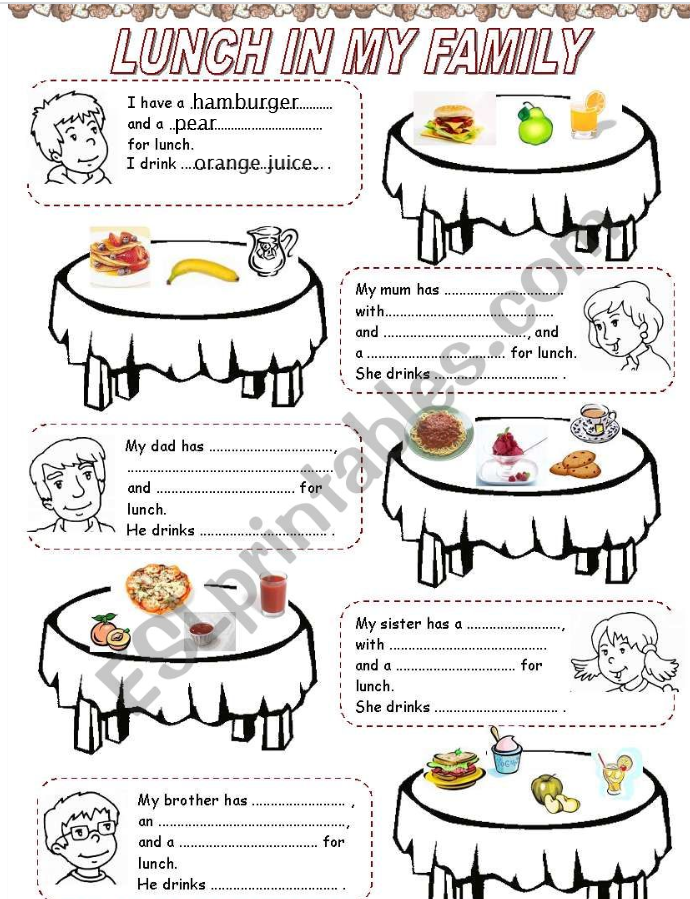 LUNCH IN MY FAMILY
I have a ..hamburger..........
and a ..pear..............................
for lunch.
I drink ....orange juice.... .
My mum has .............................
with.........................................
and ..................................., and
a .................................. for lunch.
She drinks .............................. .
My dad has ..............................,
..................................................
and .................................. for
lunch.
He drinks ............................... .
My sister has a .......................,
with .......................................
and a ............................. for
lunch.
She drinks .............................. .
My brother has ....................... ,
an .............................................,
and a .................................. for
lunch.
He drinks ............................... .
ESLprintables.com